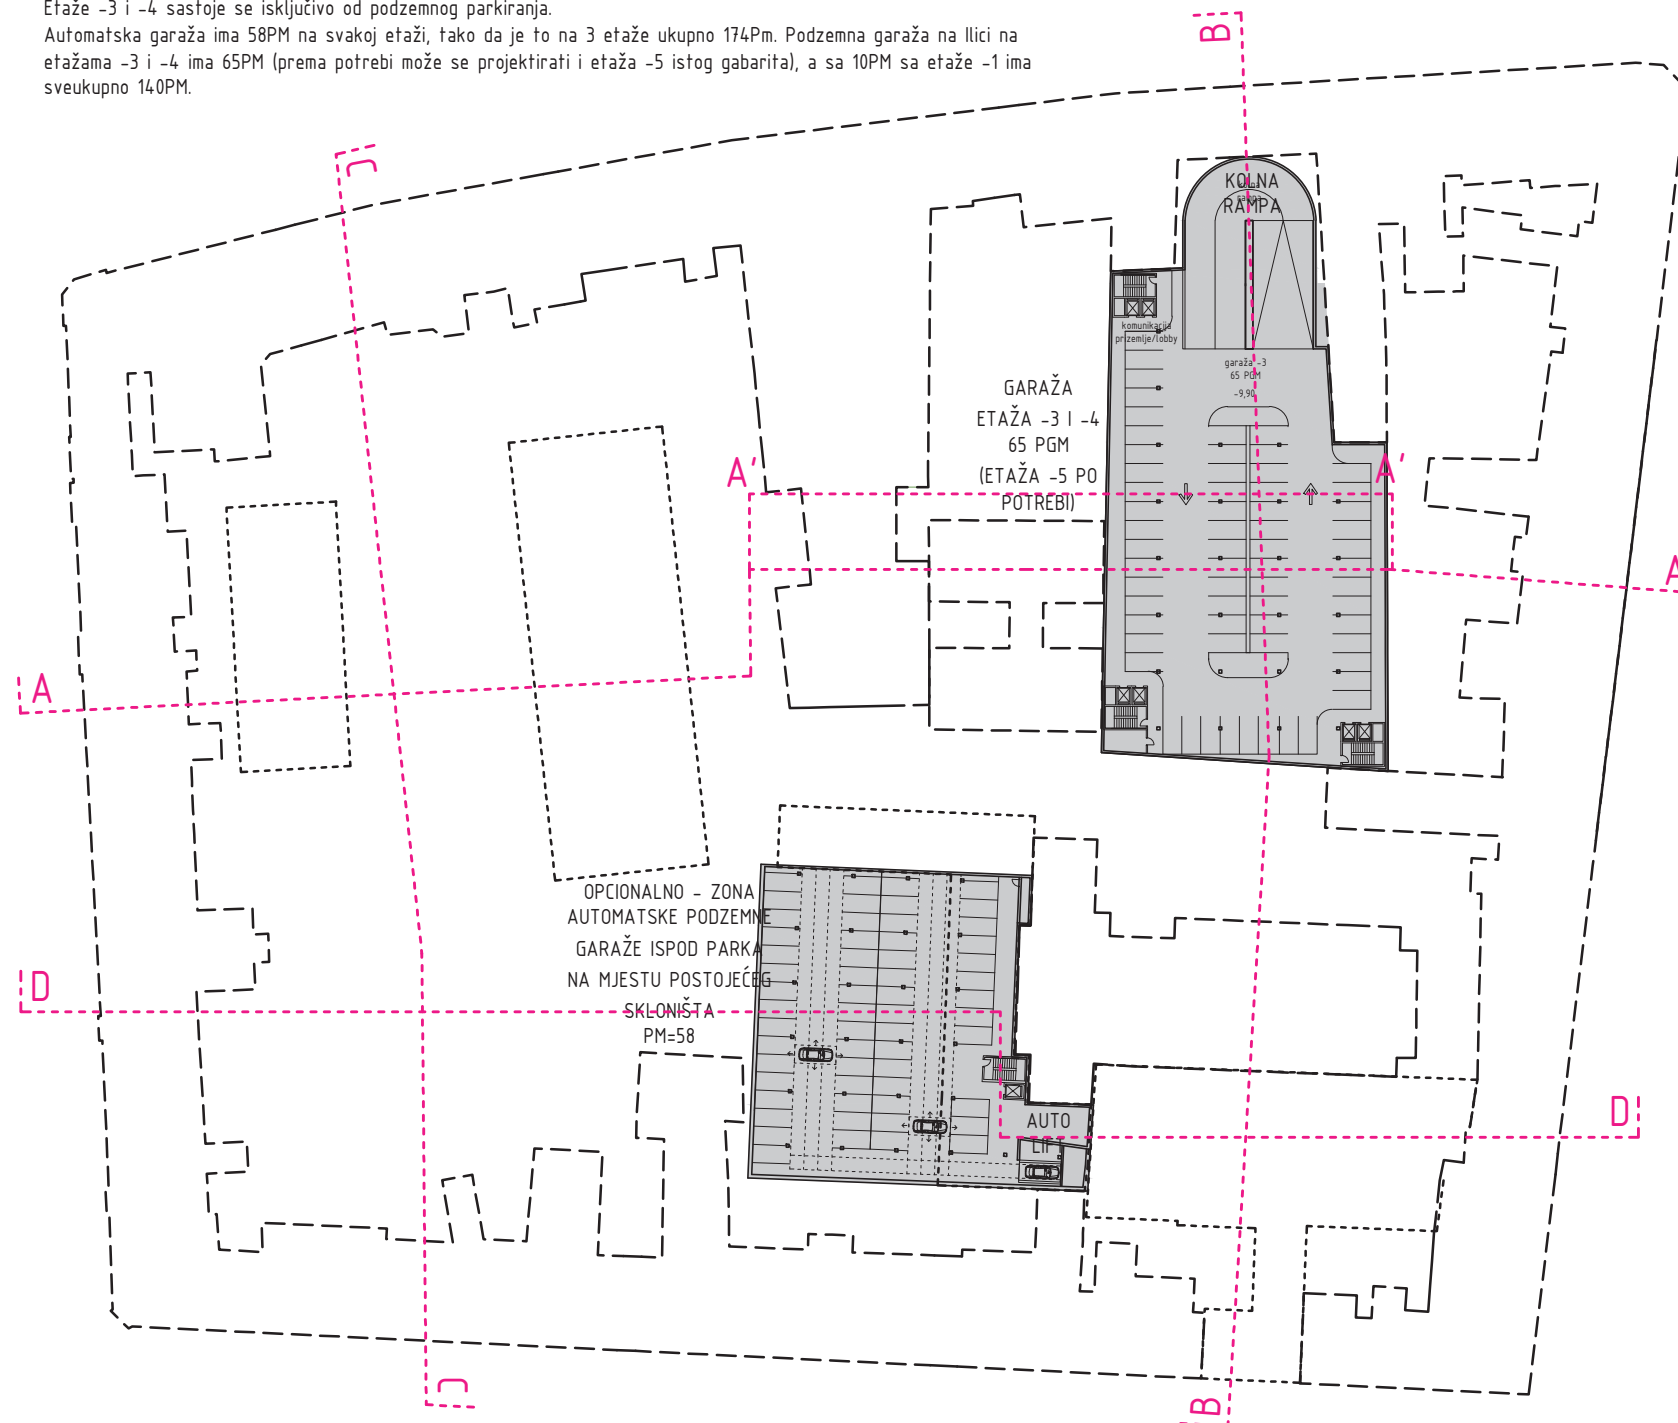 Etaže -3 i -4 sastoje se isključivo od podzemnog parkiranja.
Automatska garaža ima 58PM na svakoj etaži, tako da je to na 3 etaže ukupno 174Pm. Podzemna garaža na Ilici na
etažama -3 i -4 ima 65PM (prema potrebi može se projektirati i etaža -5 istog gabarita), a sa 10PM sa etaže -1 ima
sveukupno 140PM.
B
C
KOLNA
RAMPA
komunikacija
prizemlje/lobby
garaža -3
65 PGM
-9,90
GARAŽA
ETAŽA -3 I -4
65 PGM
(ETAŽA -5 PO
POTREBI)
A'
A'
A
A
OPCIONALNO - ZONA
AUTOMATSKE PODZEMNE
GARAŽE ISPOD PARKA
NA MJESTU POSTOJEĆEG
SKLONIŠTA
PM=58
D
D
AUTO
LIF
C
B